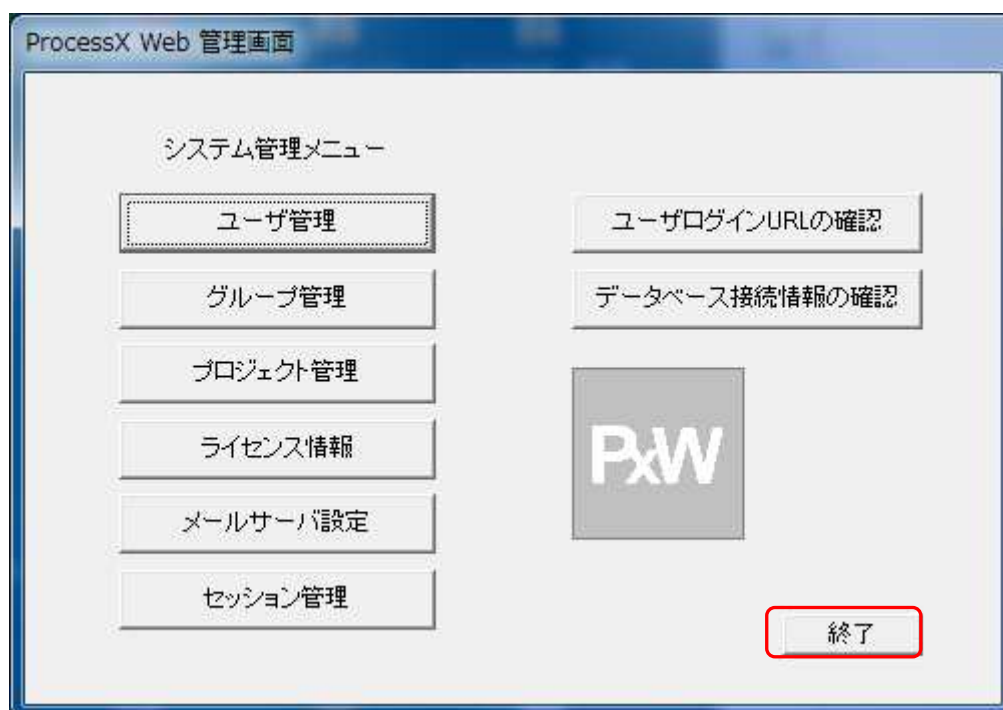 ProcessX Web 管理画面
システム管理メニュー
ユーザ管理
グループ管理
プロジェクト管理
ライセンス情報
メールサーバ設定
セッション管理
ユーザログインURLの確認
データベース接続情報の確認
PxW
終了